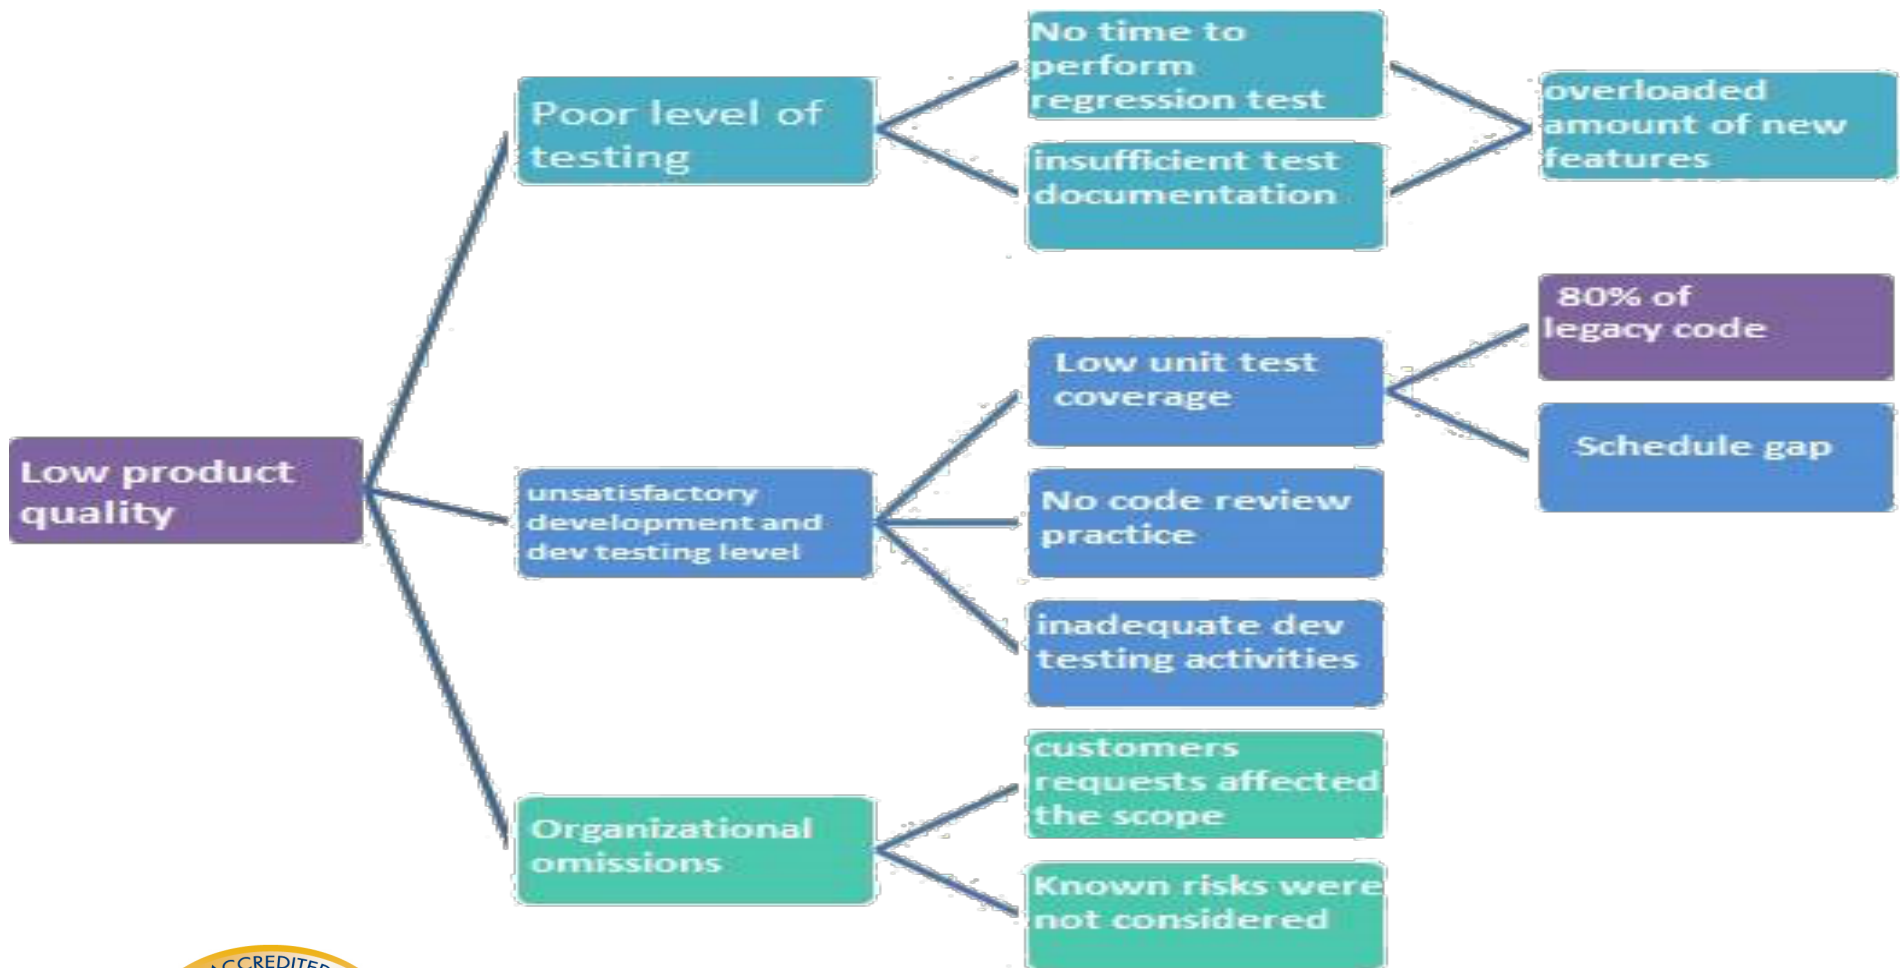 No time to
perform
regression test
overloaded
amount of new
features
Poor level of
testing
insufficient test
documentation
80% of
legacy code
Low unit test
coverage
Schedule gap
Low product
quality
unsatisfactory
development and
dev testing level
No code review
practice
inadequate dev
testing activities
customers
requests affected
the scope
Organizational
omissions
Known risks were
not considered